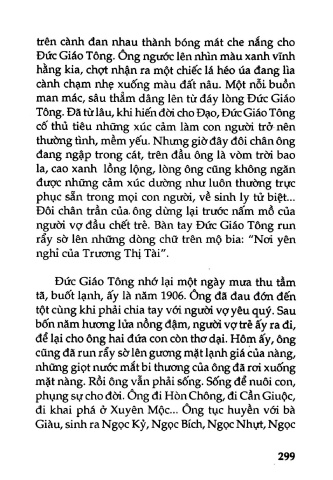 trên cành đan nhau thành bóng mát che nắng cho
Đức Giáo Tông. Ông ngước lên nhìn màu xanh vĩnh
hằng kia, chợt nhận ra một chiếc lá héo úa đang lìa
cành chạm nhẹ xuống màu đất nâu. Một nỗi buồn
man mác, sâu thẳm dâng lên từ đáy lòng Đức Giáo
Tông. Đã từ lâu, khi hiến đời cho Đạo, Đức Giáo Tông
cố thủ tiêu những xúc cảm làm con người trở nên
thường tình, mềm yếu. Nhưng giờ đây đôi chân ông
đang ngập trong cát, trên đầu ông là vòm trời bao
la, cao xanh lồng lộng, lòng ông cũng không ngăn
được những cảm xúc dường như luôn thường trực
phục sẵn trong mọi con người, về sinh ly tử biệt...
Đôi chân trần của ông dừng lại trước nấm mồ của
người vợ đầu chết trẻ. Bàn tay Đức Giáo Tông run
rẩy sờ lên những dòng chữ trên mộ bia: "Nơi yên
nghỉ của Trương Thị Tài".
Đức Giáo Tông nhớ lại một ngày mưa thu tầm
tã, buốt lạnh, ấy là năm 1906. Ông đã đau đớn đến
tột cùng khi phải chia tay với người vợ yêu quý. Sau
bốn năm hương lửa nồng đậm, người vợ trẻ ấy ra đi,
để lại cho ông hai đứa con còn thơ dại. Hôm ấy, ông
cũng đã run rẩy sờ lên gương mặt lạnh giá của nàng,
những giọt nước mắt bi thương của ông đã rơi xuống
mặt nàng. Rồi ông vẫn phải sống. Sống để nuôi con,
phụng sự cho đời. Ông đi Hòn Chông, đi Cần Giuộc,
đi khai phá ở Xuyên Mộc... Ông tục huyền với bà
Giàu, sinh ra Ngọc Kỷ, Ngọc Bích, Ngọc Nhựt, Ngọc
299